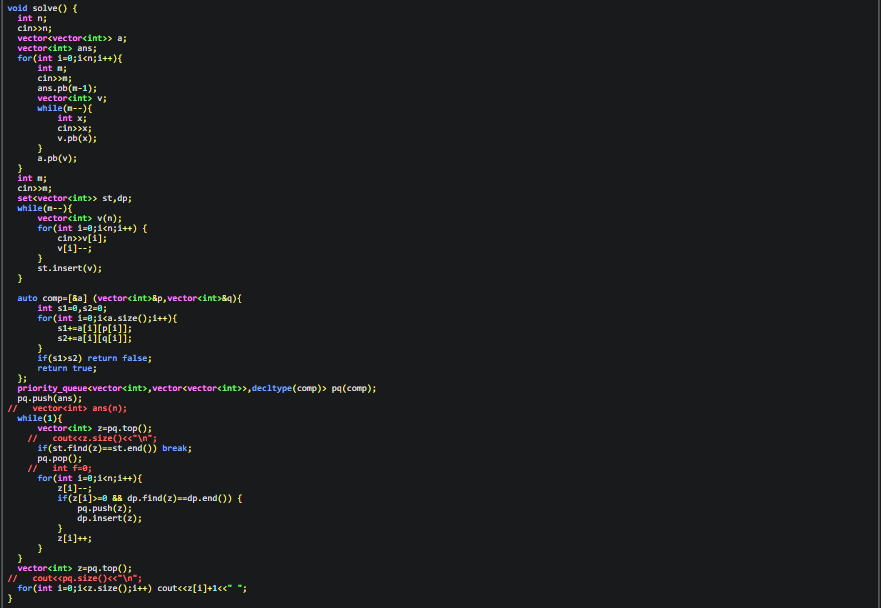 void solve() {
  int n;
  cin>>n;
  vector<vector<int>> a;
  vector<int> ans;
  for(int i=0;i<n;i++){
      int m;
      cin>>m;
      ans.pb(m-1);
      vector<int> v;
      while(m--){
          int x;
          cin>>x;
          v.pb(x);
      }
      a.pb(v);
  }
  int m;
  cin>>m;
  set<vector<int>> st,dp;
  while(m--){
      vector<int> v(n);
      for(int i=0;i<n;i++) {
          cin>>v[i];
          v[i]--;
      }
      st.insert(v);
  }

  auto comp=[&a] (vector<int>&p,vector<int>&q){
      int s1=0,s2=0;
      for(int i=0;i<a.size();i++){
          s1+=a[i][p[i]];
          s2+=a[i][q[i]];
      }
      if(s1>s2) return false;
      return true;
  };
  priority_queue<vector<int>,vector<vector<int>>,decltype(comp)> pq(comp);
  pq.push(ans);
//   vector<int> ans(n);
  while(1){
      vector<int> z=pq.top();
    //   cout<<z.size()<<"\n";
      if(st.find(z)==st.end()) break;
      pq.pop();
    //   int f=0;
      for(int i=0;i<n;i++){
          z[i]--;
          if(z[i]>=0 && dp.find(z)==dp.end()) {
              pq.push(z);
              dp.insert(z);
          }
          z[i]++;
      }
  }
  vector<int> z=pq.top();
//   cout<<pq.size()<<"\n";
  for(int i=0;i<z.size();i++) cout<<z[i]+1<<" ";
}